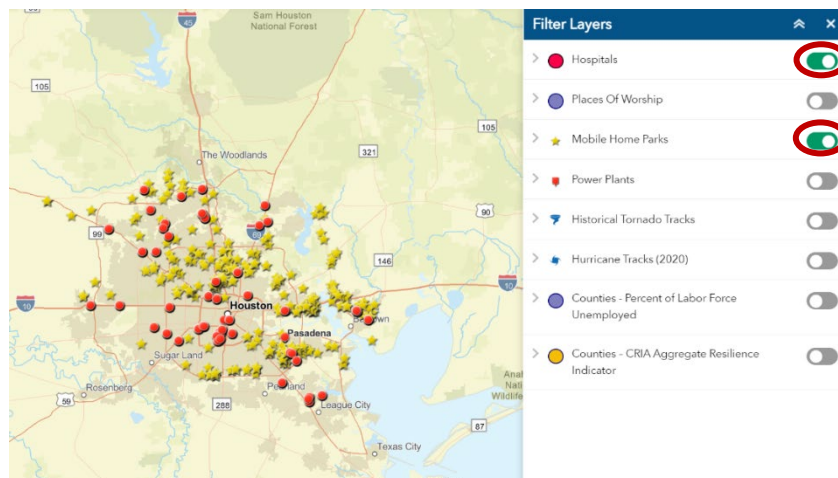 Sam Houston
National Forest
45
105
105
The Woodlands
321
90
99
69
146
10
10
Houston
Pasadena
Sugar Land
Rosenberg
59
288
League City
87
Texas City
Filter Layers
Hospitals
Places Of Worship
Mobile Home Parks
Power Plants
Historical Tornado Tracks
Hurricane Tracks (2020)
Counties - Percent of Labor Force
Unemployed
Counties - CRIA Aggregate Resilience
Indicator